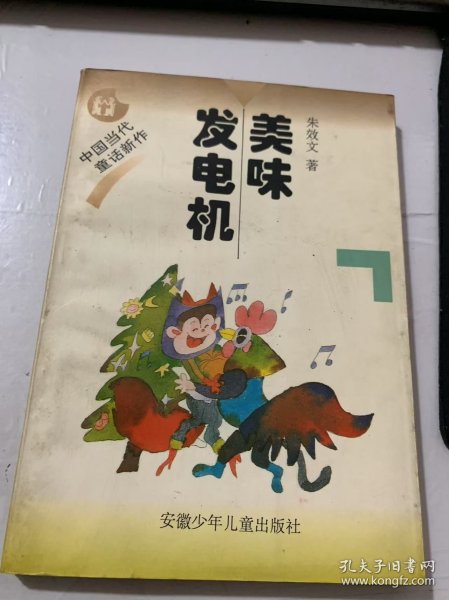 中国当代
童话新作
美味
发电机
朱效文 著
安徽少年儿童出版社
孔夫子旧书网
www.kongfz.com